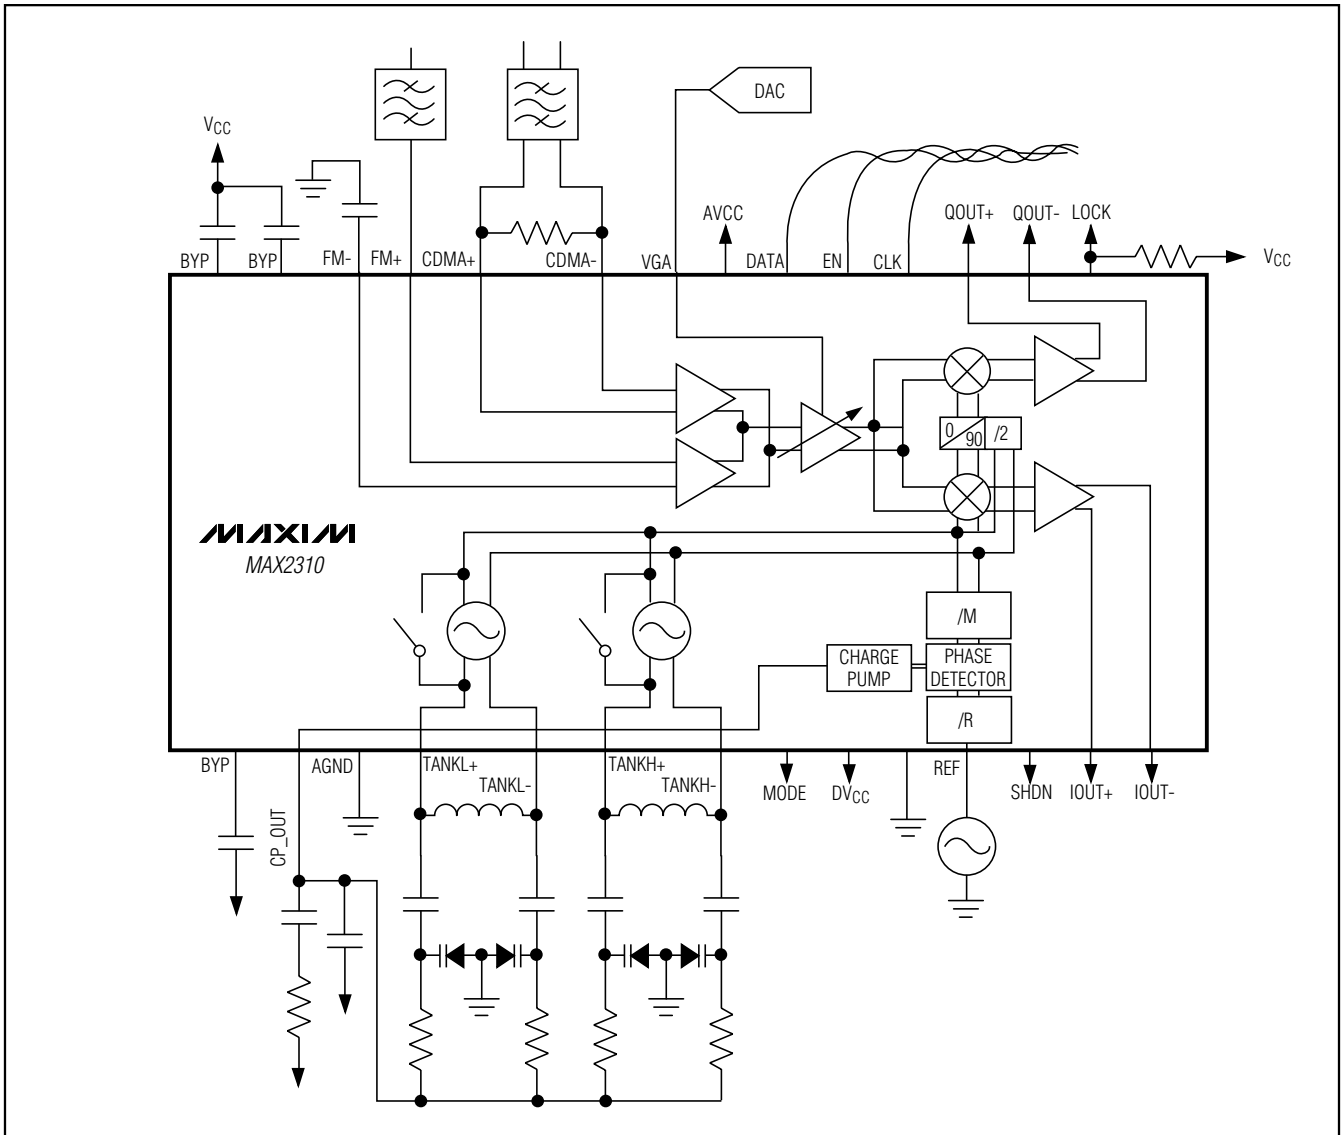 DAC
VCC
AVCC
QOUT+
QOUT-
LOCK
BYP
BYP
FM-
FM+
CDMA+
CDMA-
VGA
DATA
EN
CLK
VCC
0
90
/2
MAXIM
MAX2310
/M
CHARGE
PUMP
PHASE
DETECTOR
/R
BYP
AGND
TANKL+
TANKL-
TANKH+
TANKH-
MODE
DVCC
REF
SHDN
IOUT+
IOUT-
CP_OUT